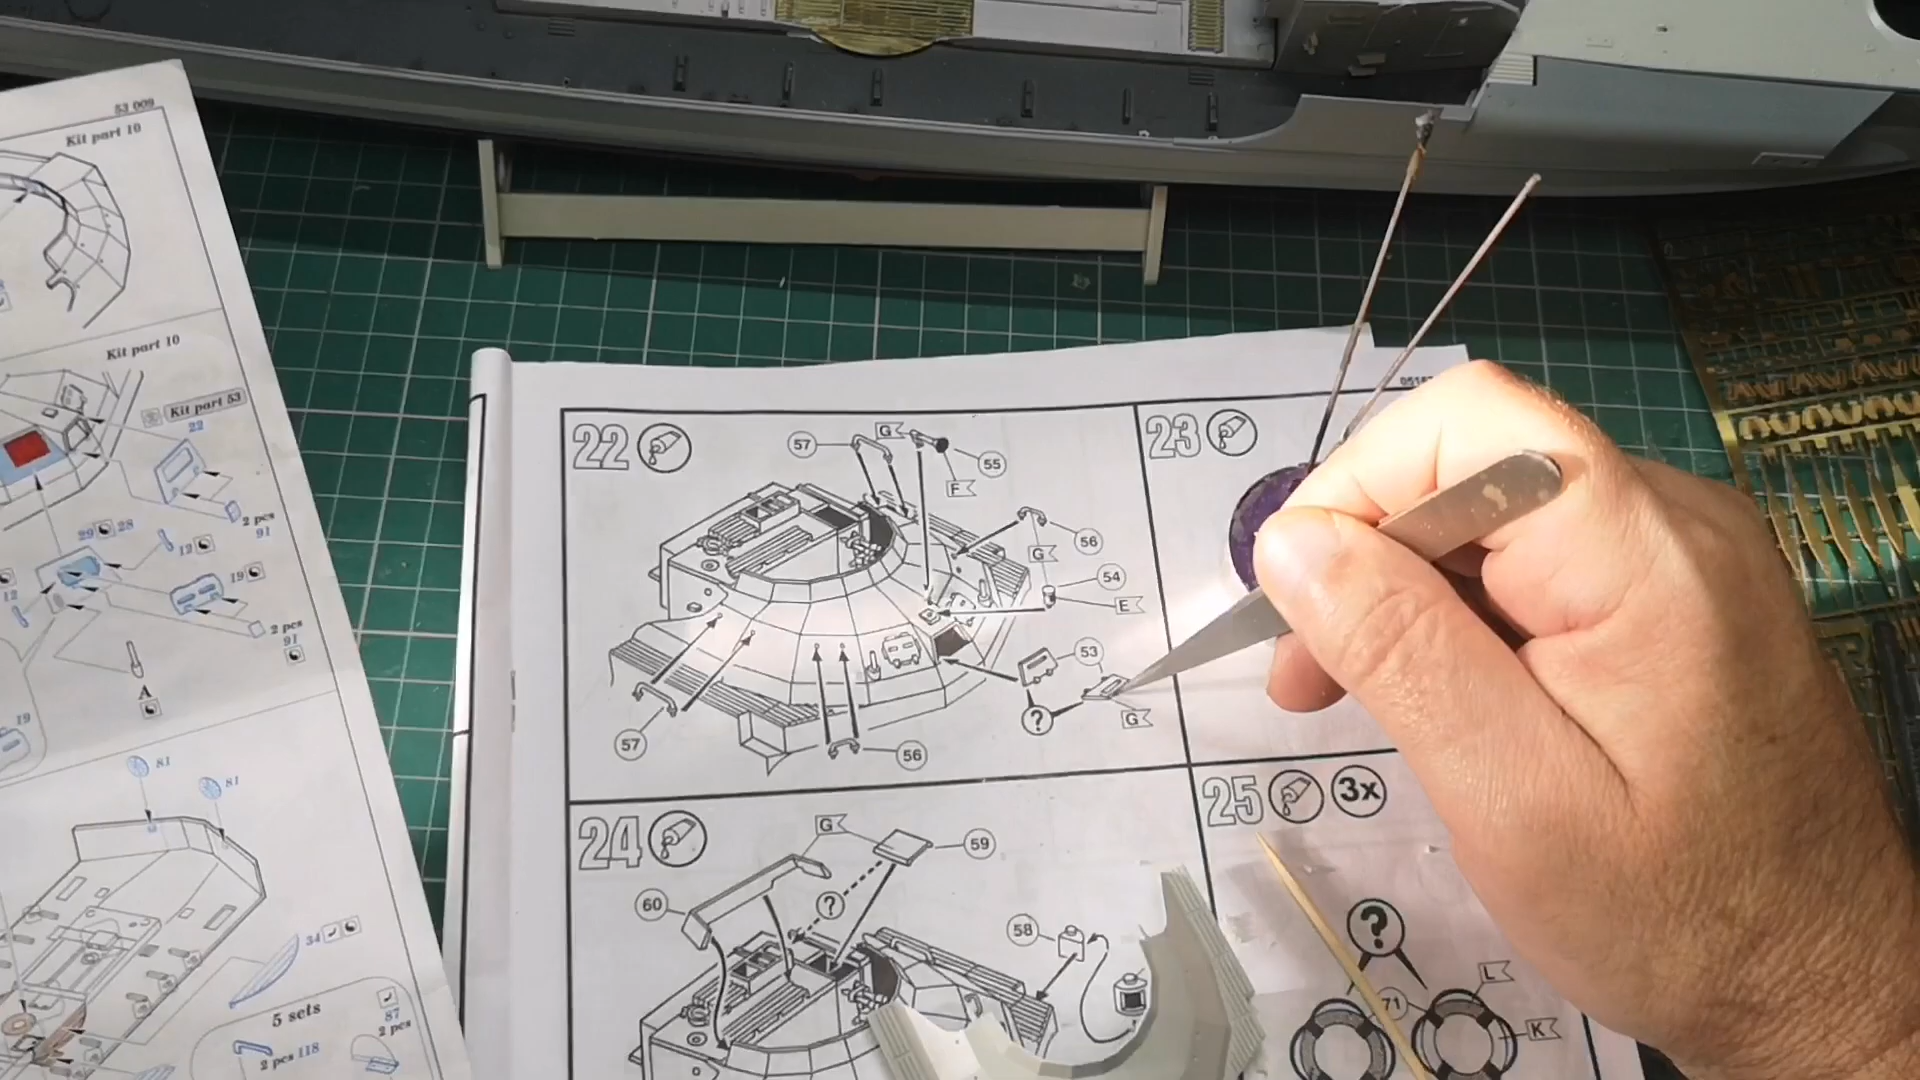 53 009
Kit part 10
Kit part 10
Kit part 53
22
2 pcs
91
29 28
12
19
12
2 pcs
91
A
19
81
81
34
5 sets
87
2 pcs
2 pcs 118
22
57
G
55
F
56
G
54
E
53
?
G
57
56
23
24
G
59
60
?
58
25
3x
?
71
L
K